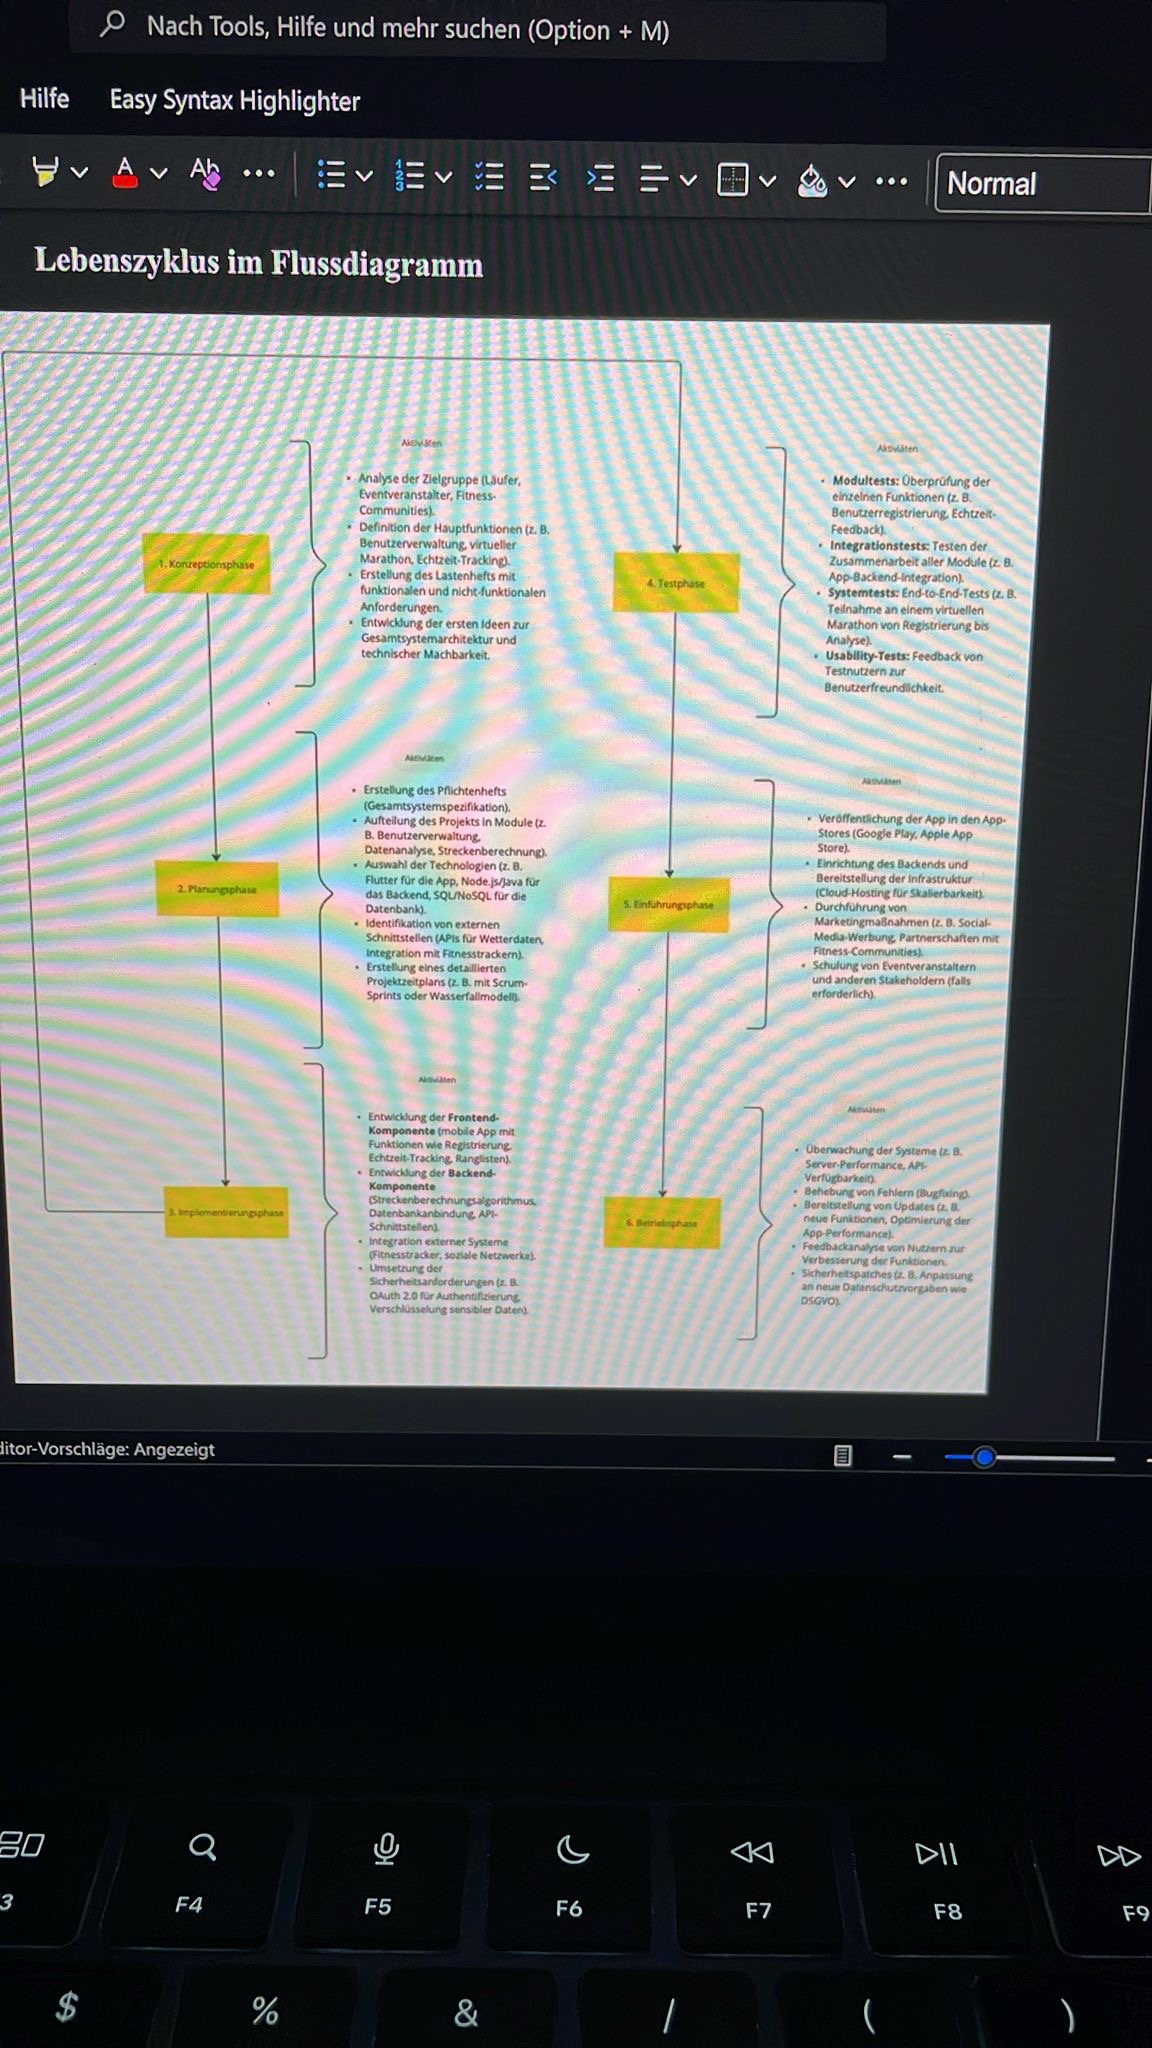 Nach Tools, Hilfe und mehr suchen (Option + M)
Hilfe Easy Syntax Highlighter
Normal
Lebenszyklus im Flussdiagramm
1. Konzeptionsphase
Aktiviäten
• Analyse der Zielgruppe (Läufer,
Eventveranstalter, Fitness-
Communities).
• Definition der Hauptfunktionen (z. B.
Benutzerverwaltung, virtueller
Marathon, Echtzeit-Tracking).
• Erstellung des Lastenhefts mit
funktionalen und nicht-funktionalen
Anforderungen.
• Entwicklung der ersten Ideen zur
Gesamtsystemarchitektur und
technischer Machbarkeit.
2. Planungsphase
Aktiviäten
• Erstellung des Pflichtenhefts
(Gesamtsystemspezifikation).
• Aufteilung des Projekts in Module (z.
B. Benutzerverwaltung,
Datenanalyse, Streckenberechnung).
• Auswahl der Technologien (z. B.
Flutter für die App, Node.js/Java für
das Backend, SQL/NoSQL für die
Datenbank).
• Identifikation von externen
Schnittstellen (APIs für Wetterdaten,
Integration mit Fitnesstrackern).
• Erstellung eines detaillierten
Projektzeitplans (z. B. mit Scrum-
Sprints oder Wasserfallmodell).
3. Implementierungsphase
Aktiviäten
• Entwicklung der Frontend-
Komponente (mobile App mit
Funktionen wie Registrierung,
Echtzeit-Tracking, Ranglisten).
• Entwicklung der Backend-
Komponente
(Streckenberechnungsalgorithmus,
Datenbankanbindung, API-
Schnittstellen).
• Integration externer Systeme
(Fitnesstracker, soziale Netzwerke).
• Umsetzung der
Sicherheitsanforderungen (z. B.
OAuth 2.0 für Authentifizierung,
Verschlüsselung sensibler Daten).
4. Testphase
Aktiviäten
• Modultests: Überprüfung der
einzelnen Funktionen (z. B.
Benutzerregistrierung, Echtzeit-
Feedback).
• Integrationstests: Testen der
Zusammenarbeit aller Module (z. B.
App-Backend-Integration).
• Systemtests: End-to-End-Tests (z. B.
Teilnahme an einem virtuellen
Marathon von Registrierung bis
Analyse).
• Usability-Tests: Feedback von
Testnutzern zur
Benutzerfreundlichkeit.
5. Einführungsphase
Aktiviäten
• Veröffentlichung der App in den App-
Stores (Google Play, Apple App
Store).
• Einrichtung des Backends und
Bereitstellung der Infrastruktur
(Cloud-Hosting für Skalierbarkeit).
• Durchführung von
Marketingmaßnahmen (z. B. Social-
Media-Werbung, Partnerschaften mit
Fitness-Communities).
• Schulung von Eventveranstaltern
und anderen Stakeholdern (falls
erforderlich).
6. Betriebsphase
Aktiviäten
• Überwachung der Systeme (z. B.
Server-Performance, API-
Verfügbarkeit).
• Behebung von Fehlern (Bugfixing).
• Bereitstellung von Updates (z. B.
neue Funktionen, Optimierung der
App-Performance).
• Feedbackanalyse von Nutzern zur
Verbesserung der Funktionen.
• Sicherheitspatches (z. B. Anpassung
an neue Datenschutzvorgaben wie
DSGVO).
ditor-Vorschläge: Angezeigt
3 F4 F5 F6 F7 F8 F9
$ % & / ( )